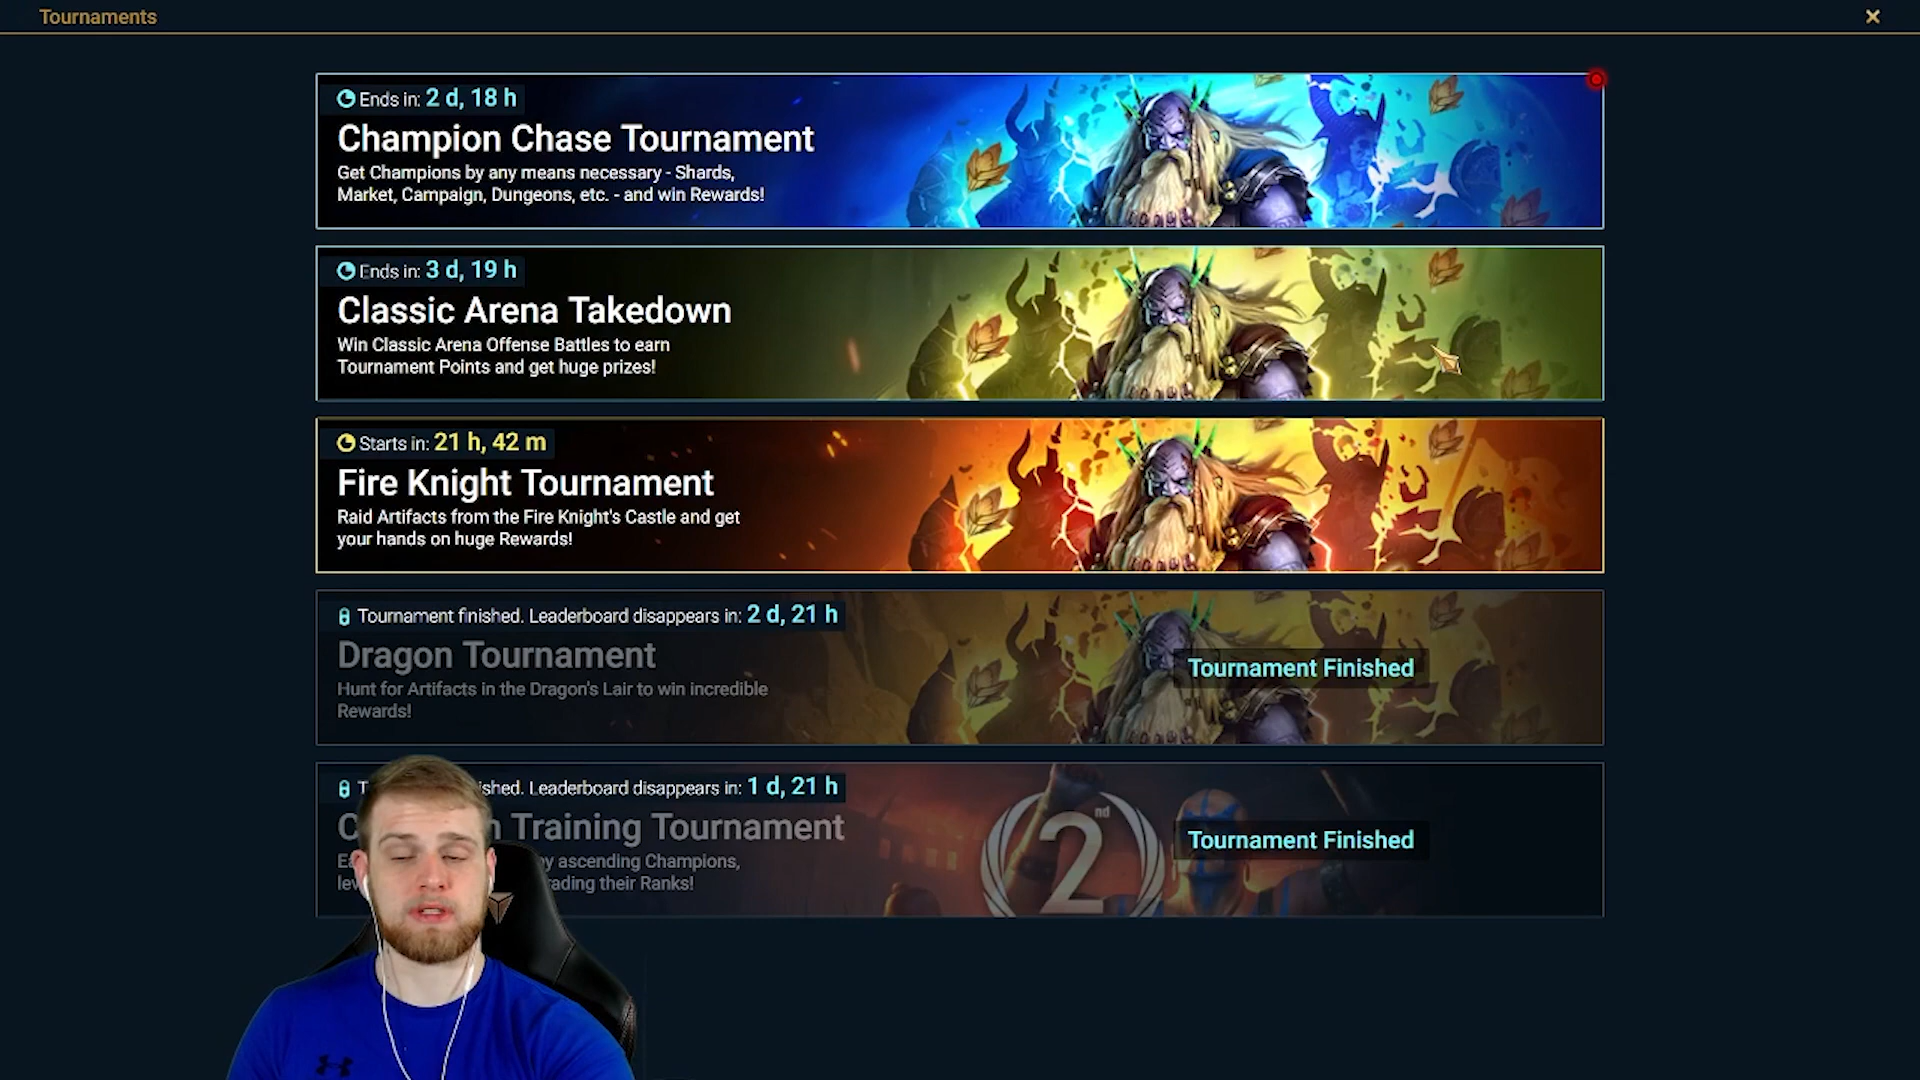 Tournaments
Ends in: 2 d, 18 h
Champion Chase Tournament
Get Champions by any means necessary - Shards,
Market, Campaign, Dungeons, etc. - and win Rewards!
Ends in: 3 d, 19 h
Classic Arena Takedown
Win Classic Arena Offense Battles to earn
Tournament Points and get huge prizes!
Starts in: 21 h, 42 m
Fire Knight Tournament
Raid Artifacts from the Fire Knight's Castle and get
your hands on huge Rewards!
Tournament finished. Leaderboard disappears in: 2 d, 21 h
Dragon Tournament
Hunt for Artifacts in the Dragon's Lair to win incredible
Rewards!
Tournament Finished
Leaderboard disappears in: 1 d, 21 h
Training Tournament
by ascending Champions,
their Ranks!
2nd
Tournament Finished